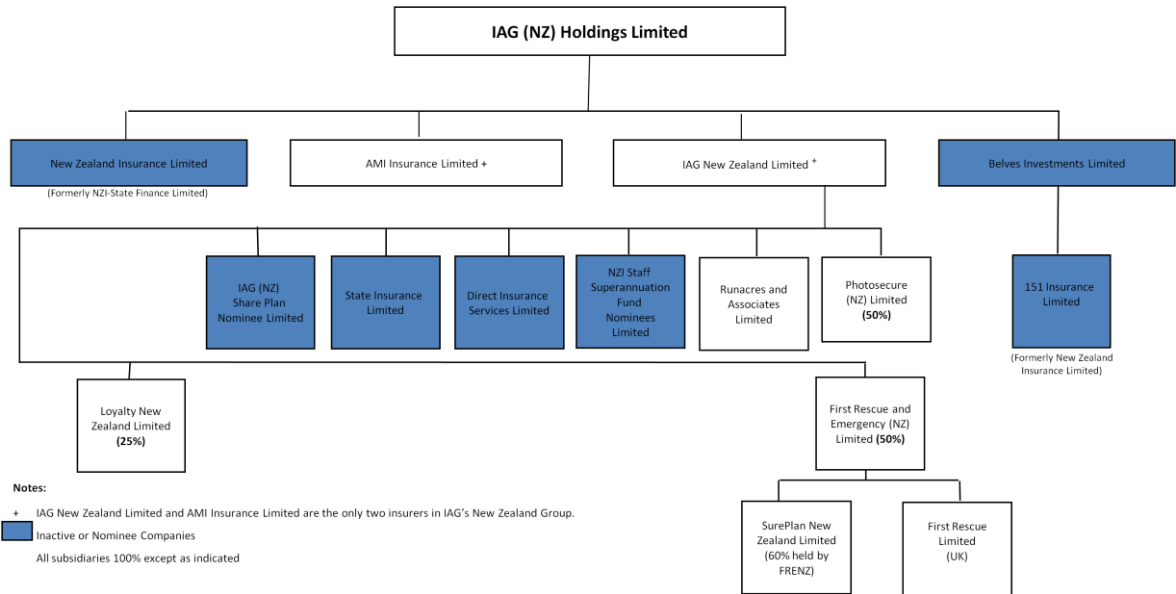 IAG (NZ) Holdings Limited
New Zealand Insurance Limited
(Formerly NZI-State Finance Limited)
AMI Insurance Limited +
IAG New Zealand Limited +
Belves Investments Limited
IAG (NZ)
Share Plan
Nominee Limited
State Insurance
Limited
Direct Insurance
Services Limited
NZI Staff
Superannuation
Fund
Nominees
Limited
Runacres and
Associates
Limited
Photosecure
(NZ) Limited
(50%)
151 Insurance
Limited
(Formerly New Zealand
Insurance Limited)
Loyalty New
Zealand Limited
(25%)
First Rescue and
Emergency (NZ)
Limited (50%)
SurePlan New
Zealand Limited
(60% held by
FRENZ)
First Rescue
Limited
(UK)
Notes:
+ IAG New Zealand Limited and AMI Insurance Limited are the only two insurers in IAG's New Zealand Group.
Inactive or Nominee Companies
All subsidiaries 100% except as indicated